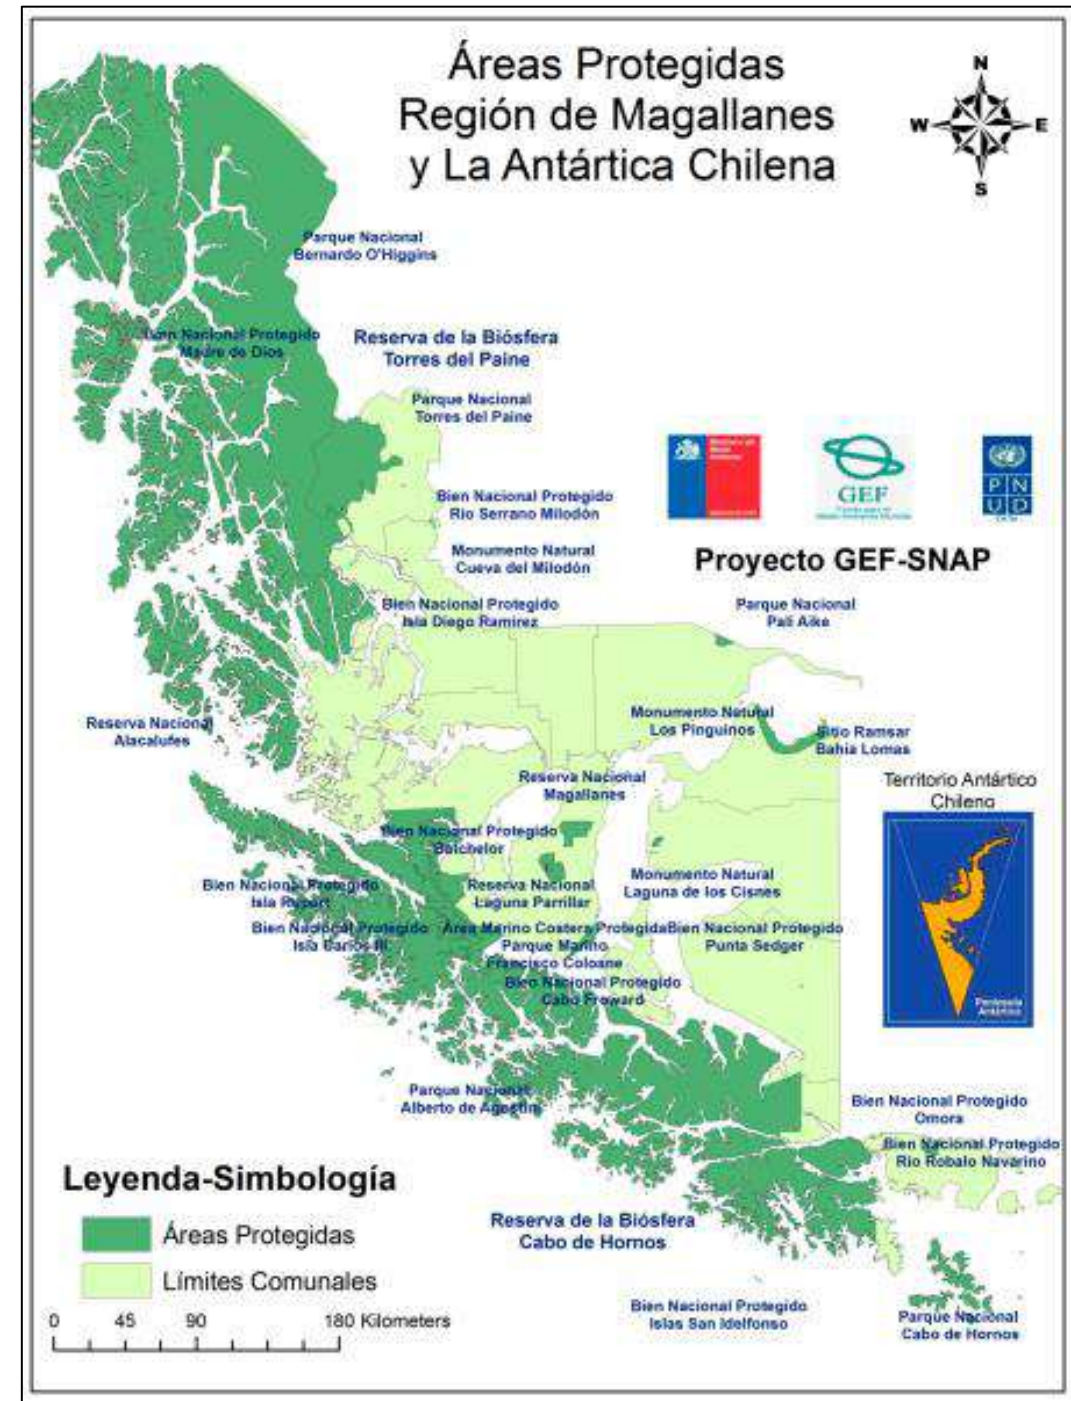 Áreas Protegidas
Región de Magallanes
y La Antártica Chilena
N
W
E
S
Parque Nacional
Bernardo O'Higgins
Bien Nacional Protegido
Madre de Dios
Reserva de la Biósfera
Torres del Paine
Parque Nacional
Torres del Paine
GEF
P N
U D
Bien Nacional Protegido
Rio Serrano Milodón
Monumento Natural
Cueva del Milodón
Proyecto GEF-SNAP
Bien Nacional Protegido
Isla Diego Ramirez
Parque Nacional
Pali Aike
Reserva Nacional
Alacalufes
Monumento Natural
Los Pinguinos
Sitio Ramsar
Bahia Lomas
Reserva Nacional
Magallanes
Territorio Antártico
Chileno
Bien Nacional Protegido
Batchelor
Bien Nacional Protegido
Isla Rupert
Reserva Nacional
Laguna Parrillar
Monumento Natural
Laguna de los Cisnes
Bien Nacional Protegido
Isla Carlos III
Área Marino Costera Protegida
Parque Marino
Francisco Coloane
Bien Nacional Protegido
Punta Sedger
Bien Nacional Protegido
Cabo Froward
Peninsula
Antártica
Parque Nacional
Alberto de Agostin
Bien Nacional Protegido
Omora
Bien Nacional Protegido
Rio Robalo Navarino
Leyenda-Simbología
Áreas Protegidas
Límites Comunales
0 45 90 180 Kilometers
Reserva de la Biósfera
Cabo de Hornos
Bien Nacional Protegido
Islas San Idelfonso
Parque Nacional
Cabo de Hornos